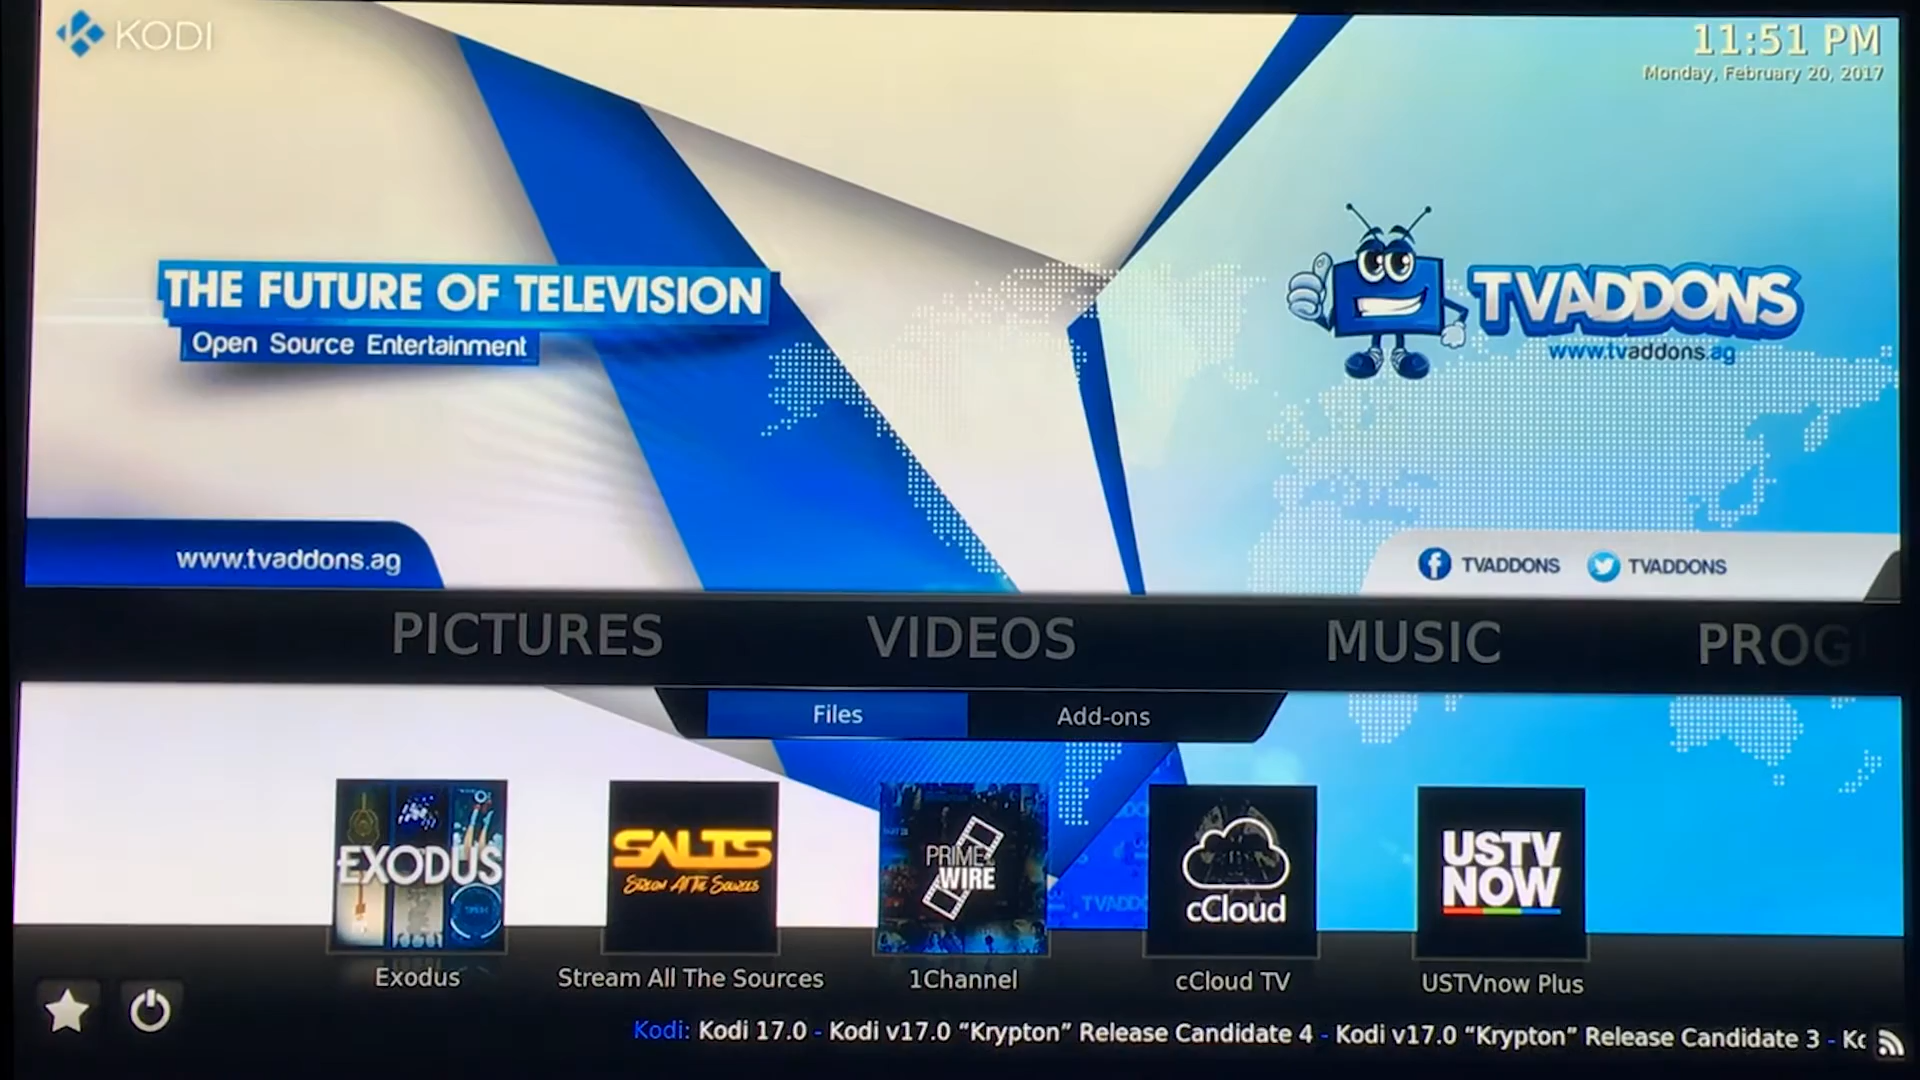 KODI
11:51 PM
Monday, February 20, 2017
THE FUTURE OF TELEVISION
Open Source Entertainment
TVADDONS
www.tvaddons.ag
www.tvaddons.ag
TVADDONS
TVADDONS
PICTURES
VIDEOS
MUSIC
PROG
Files
Add-ons
EXODUS
SALTS
Stream All The Sources
PRIME
WIRE
cCloud
USTV
NOW
Exodus
Stream All The Sources
1Channel
cCloud TV
USTVnow Plus
Kodi: Kodi 17.0 - Kodi v17.0 “Krypton” Release Candidate 4 - Kodi v17.0 “Krypton” Release Candidate 3 - Ko